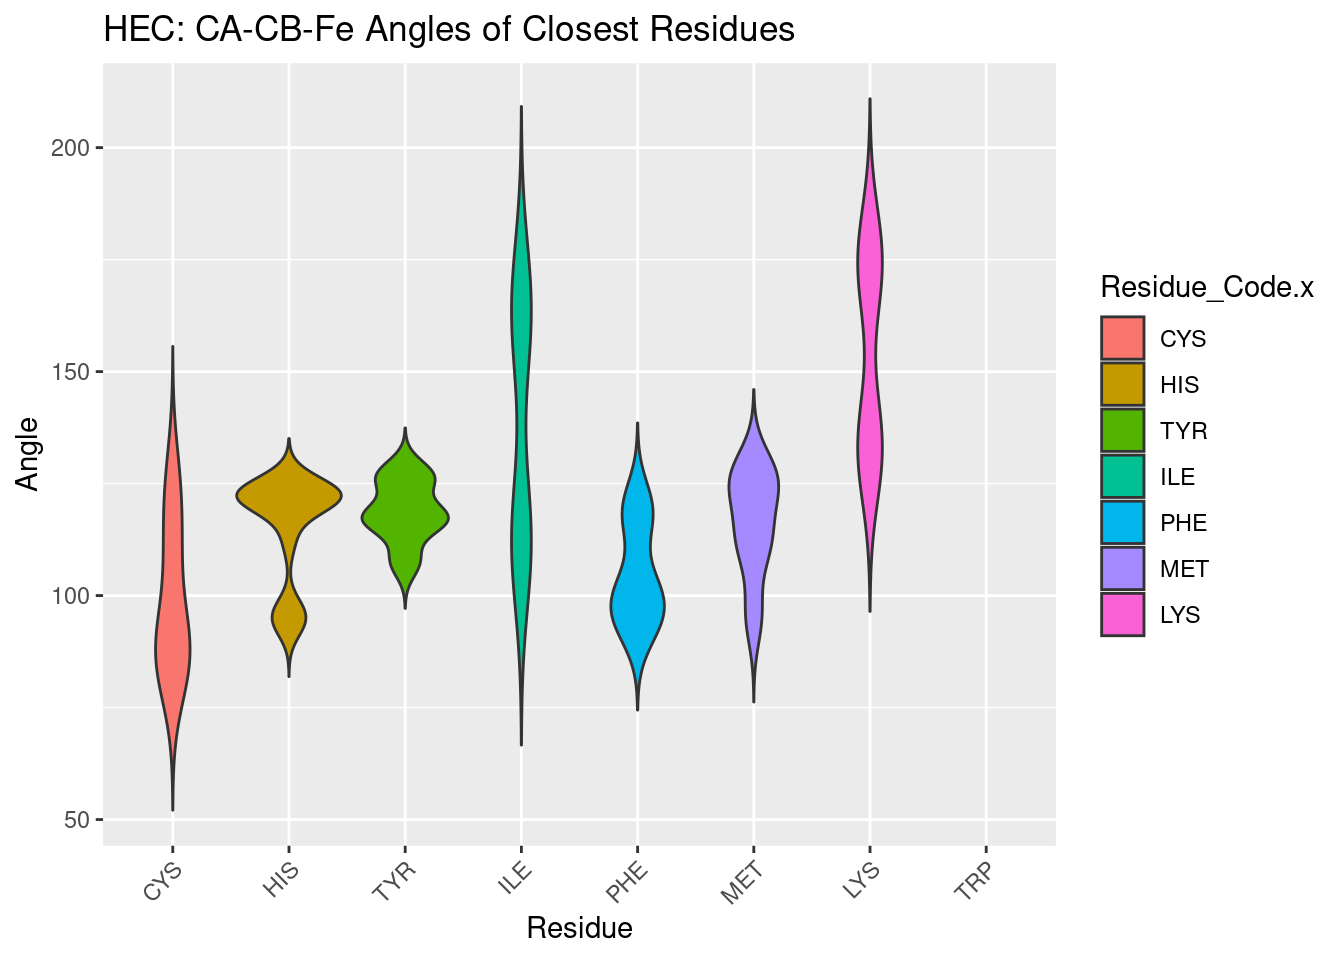 HEC: CA-CB-Fe Angles of Closest Residues
200
150
100
50
Angle
CYS
HIS
TYR
ILE
PHE
MET
LYS
TRP
Residue
Residue_Code.x
CYS
HIS
TYR
ILE
PHE
MET
LYS